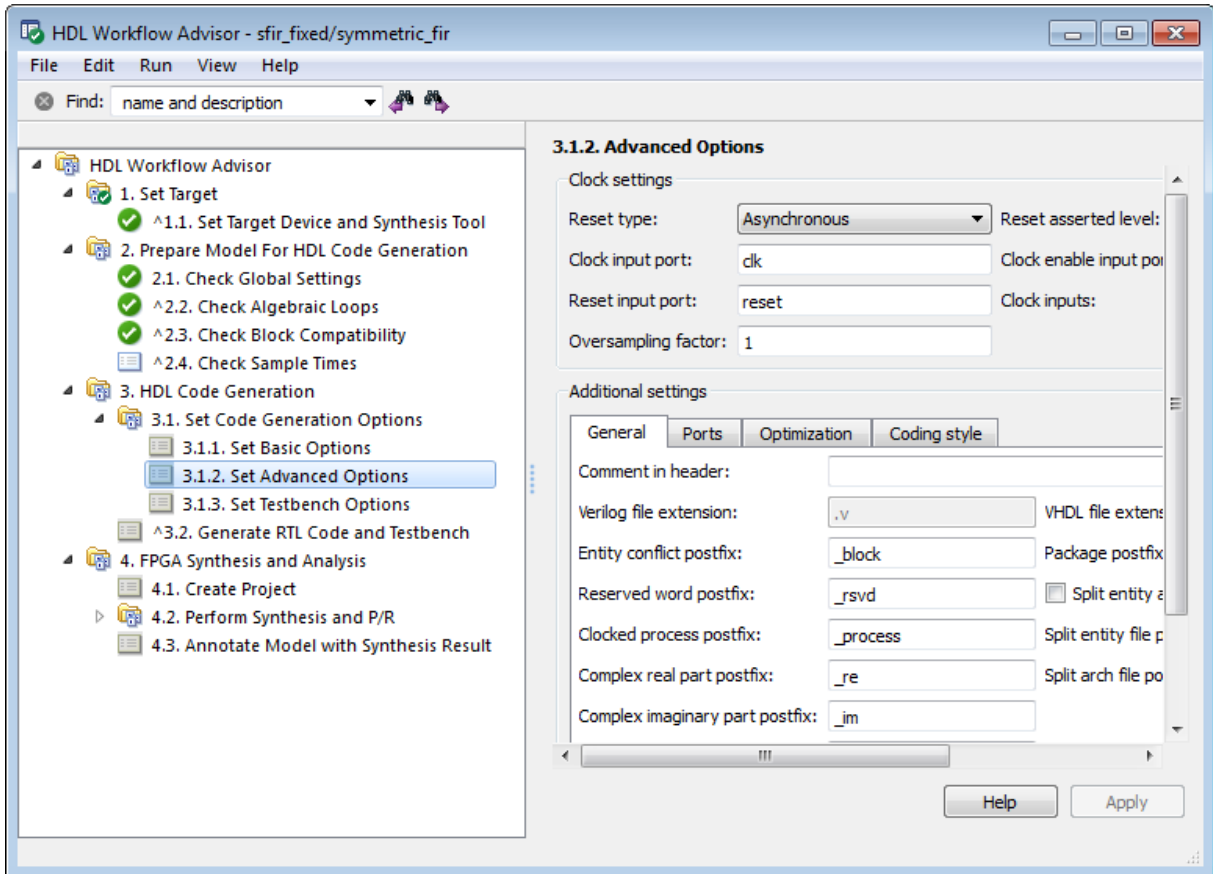 HDL Workflow Advisor - sfir_fixed/symmetric_fir
File Edit Run View Help
Find: name and description
HDL Workflow Advisor
1. Set Target
^1.1. Set Target Device and Synthesis Tool
2. Prepare Model For HDL Code Generation
2.1. Check Global Settings
^2.2. Check Algebraic Loops
^2.3. Check Block Compatibility
^2.4. Check Sample Times
3. HDL Code Generation
3.1. Set Code Generation Options
3.1.1. Set Basic Options
3.1.2. Set Advanced Options
3.1.3. Set Testbench Options
^3.2. Generate RTL Code and Testbench
4. FPGA Synthesis and Analysis
4.1. Create Project
4.2. Perform Synthesis and P/R
4.3. Annotate Model with Synthesis Result
3.1.2. Advanced Options
Clock settings
Reset type: Asynchronous Reset asserted level:
Clock input port: clk Clock enable input por
Reset input port: reset Clock inputs:
Oversampling factor: 1
Additional settings
General Ports Optimization Coding style
Comment in header:
Verilog file extension: .v VHDL file extens
Entity conflict postfix: _block Package postfix
Reserved word postfix: _rsvd Split entity a
Clocked process postfix: _process Split entity file p
Complex real part postfix: _re Split arch file po
Complex imaginary part postfix: _im
Help Apply